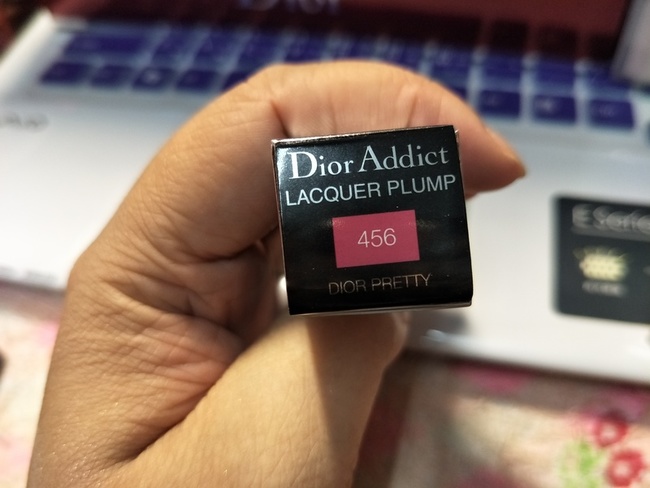 Dior Addict
LACQUER PLUMP
456
DIOR PRETTY
E Series